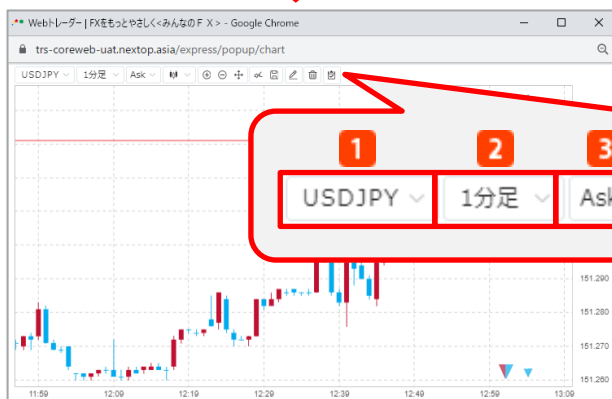 Webトレーダー | FXをもっとやさしく<みんなのＦＸ> - Google Chrome
trs-coreweb-uat.nextop.asia/express/popup/chart
USDJPY 1分足 Ask
1 2 3
USDJPY 1分足 Ask
151.290
151.280
151.270
151.260
11:59 12:09 12:19 12:29 12:39 12:49 12:59 13:09